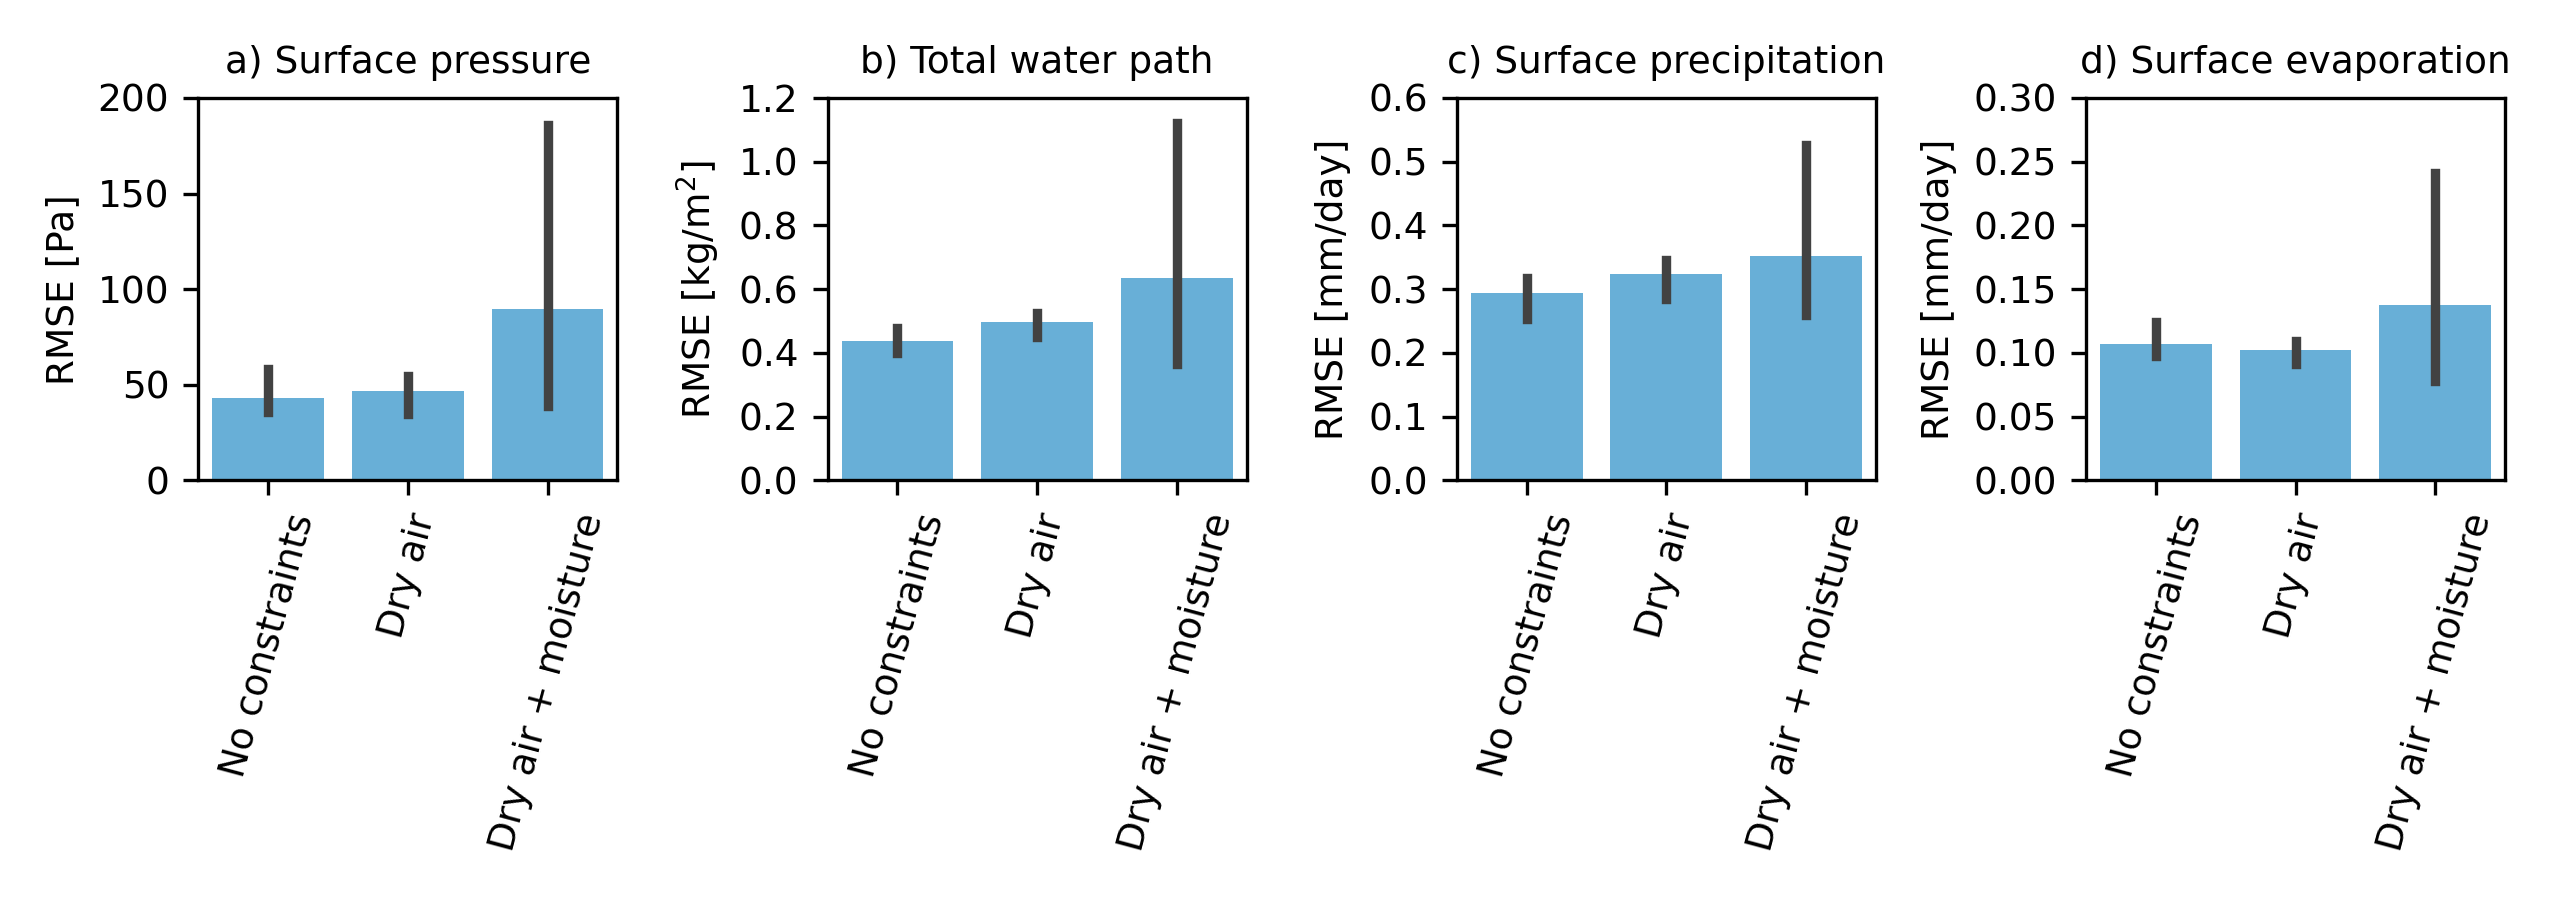 a) Surface pressure
RMSE [Pa]
200
150
100
50
0
No constraints
Dry air
Dry air + moisture
b) Total water path
RMSE [kg/m²]
1.2
1.0
0.8
0.6
0.4
0.2
0.0
No constraints
Dry air
Dry air + moisture
c) Surface precipitation
RMSE [mm/day]
0.6
0.5
0.4
0.3
0.2
0.1
0.0
No constraints
Dry air
Dry air + moisture
d) Surface evaporation
RMSE [mm/day]
0.30
0.25
0.20
0.15
0.10
0.05
0.00
No constraints
Dry air
Dry air + moisture